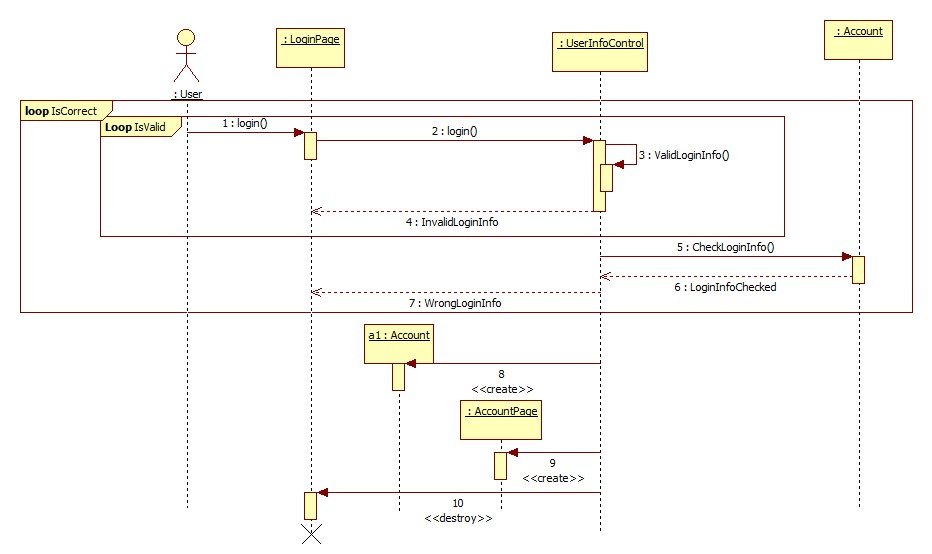 : LoginPage
: UserInfoControl
: Account
: User
loop IsCorrect
Loop IsValid
1 : login()
2 : login()
3 : ValidLoginInfo()
4 : InvalidLoginInfo
5 : CheckLoginInfo()
6 : LoginInfoChecked
7 : WrongLoginInfo
a1 : Account
8
<<create>>
: AccountPage
9
<<create>>
10
<<destroy>>